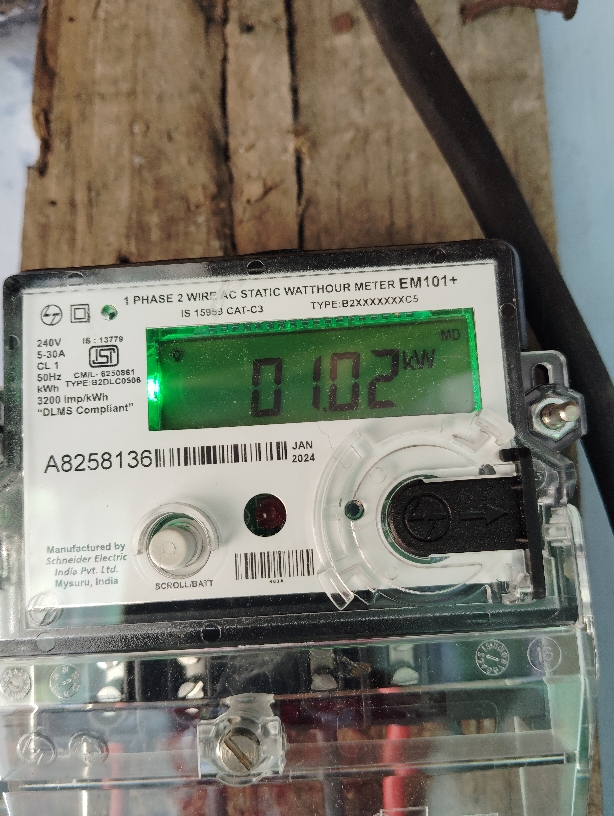 1 PHASE 2 WIRE AC STATIC WATTHOUR METER EM101+
IS 15959 CAT-C3 TYPE:B2XXXXXXXC5
240V
5-30A
CL 1
50Hz
kWh
3200 imp/kWh
"DLMS Compliant"
IS : 13779
ISI
CM/L- 6250861
TYPE:B2DLC0506
MD
01.02 kW
A8258136
JAN
2024
Manufactured by
Schneider Electric
India Pvt. Ltd.
Mysuru, India
SCROLL/BATT